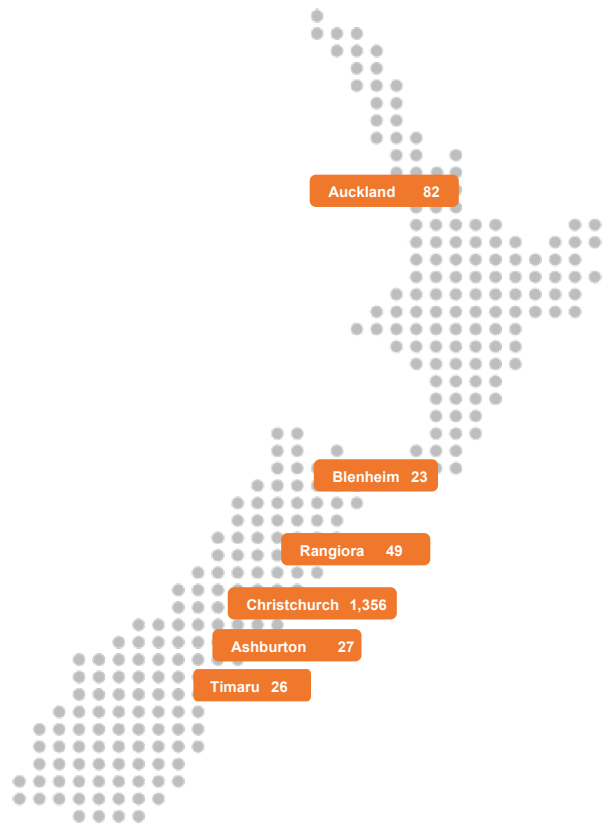 Auckland 82
Blenheim 23
Rangiora 49
Christchurch 1,356
Ashburton 27
Timaru 26